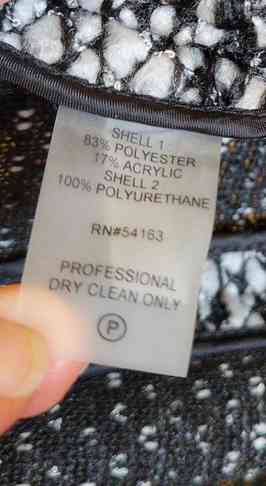 SHELL 1
83% POLYESTER
17% ACRYLIC
SHELL 2
100% POLYURETHANE
RN#54163
PROFESSIONAL
DRY CLEAN ONLY
P